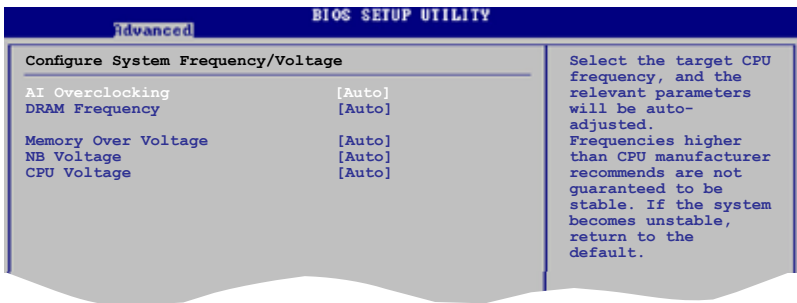 BIOS SETUP UTILITY
Advanced
Configure System Frequency/Voltage
AI Overclocking [Auto]
DRAM Frequency [Auto]
Memory Over Voltage [Auto]
NB Voltage [Auto]
CPU Voltage [Auto]
Select the target CPU
frequency, and the
relevant parameters
will be auto-
adjusted.
Frequencies higher
than CPU manufacturer
recommends are not
guaranteed to be
stable. If the system
becomes unstable,
return to the
default.